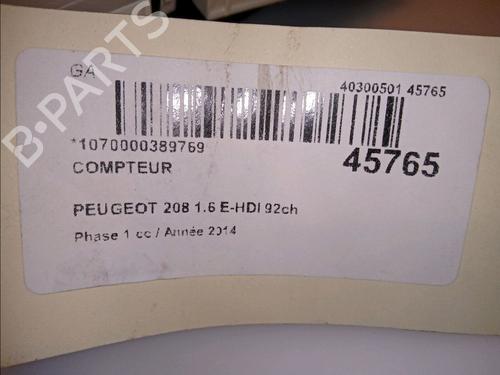 B-PARTS
GA
40300501 45765
*1070000389769
45765
COMPTEUR
PEUGEOT 208 1.6 E-HDI 92ch
Phase 1 cc / Année 2014